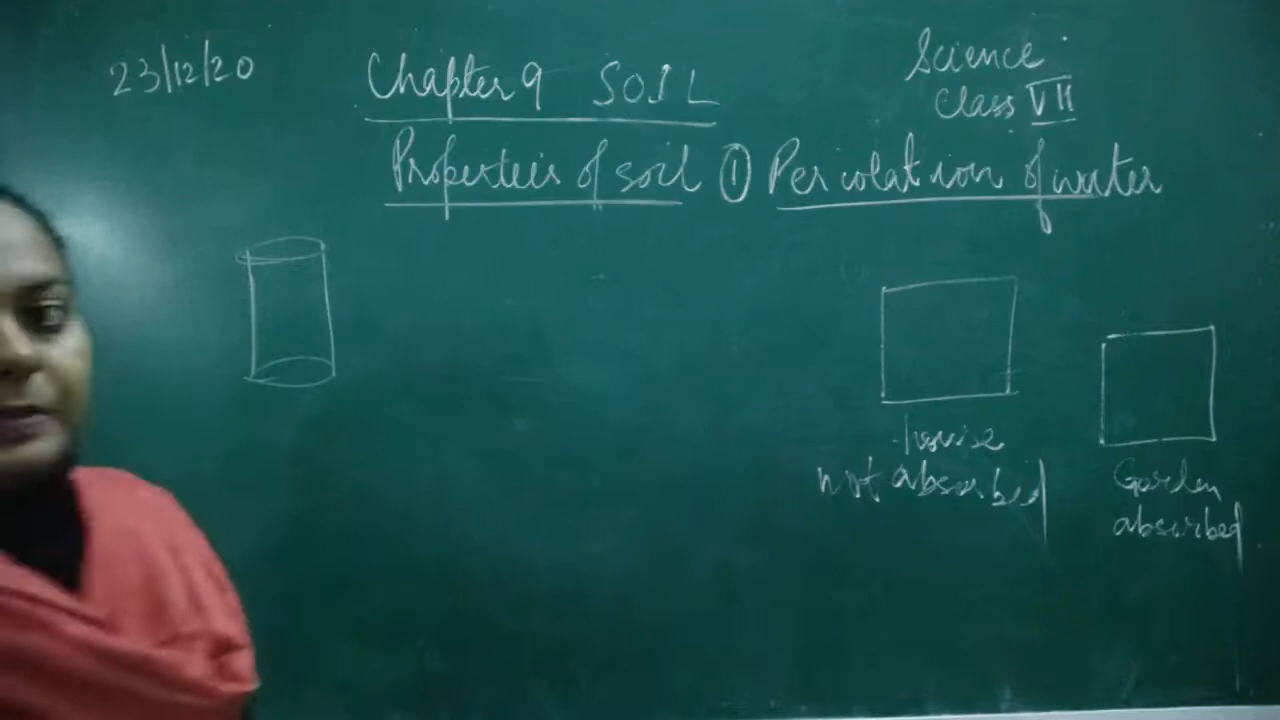 23/12/20
Chapter 9 SOIL
Science
Class VII
Properteis of soil ① Percolation of water
house
not absorbed
Garden
absorbed